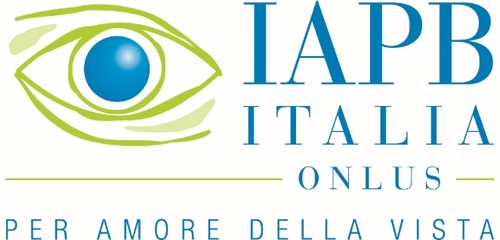 IAPB
ITALIA
ONLUS
PER AMORE DELLA VISTA